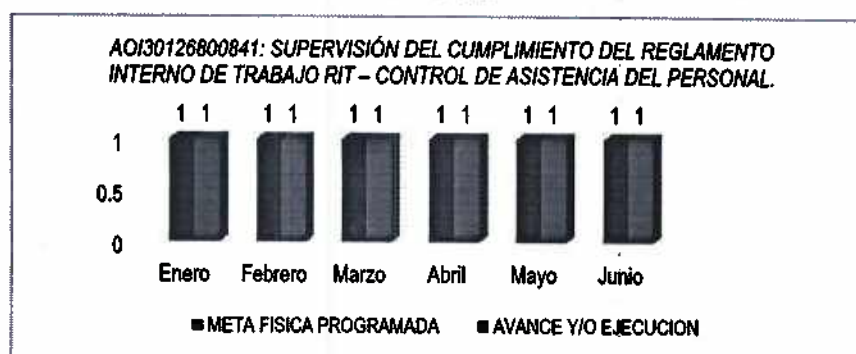 AOI30126800841: SUPERVISIÓN DEL CUMPLIMIENTO DEL REGLAMENTO
INTERNO DE TRABAJO RIT – CONTROL DE ASISTENCIA DEL PERSONAL.
1 1 1 1 1 1 1 1 1 1 1 1
1
0.5
0
Enero Febrero Marzo Abril Mayo Junio
META FISICA PROGRAMADA AVANCE Y/O EJECUCION